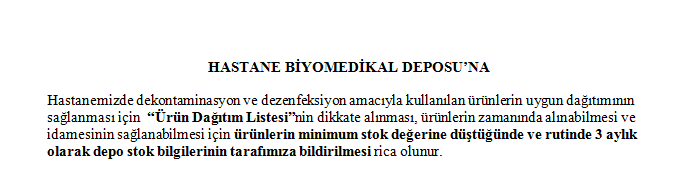 HASTANE BİYOMEDİKAL DEPOSU’NA
Hastanemizde dekontaminasyon ve dezenfeksiyon amacıyla kullanılan ürünlerin uygun dağıtımının
sağlanması için “Ürün Dağıtım Listesi”nin dikkate alınması, ürünlerin zamanında alınabilmesi ve
idamesinin sağlanabilmesi için ürünlerin minimum stok değerine düştüğünde ve rutinde 3 aylık
olarak depo stok bilgilerinin tarafımıza bildirilmesi rica olunur.